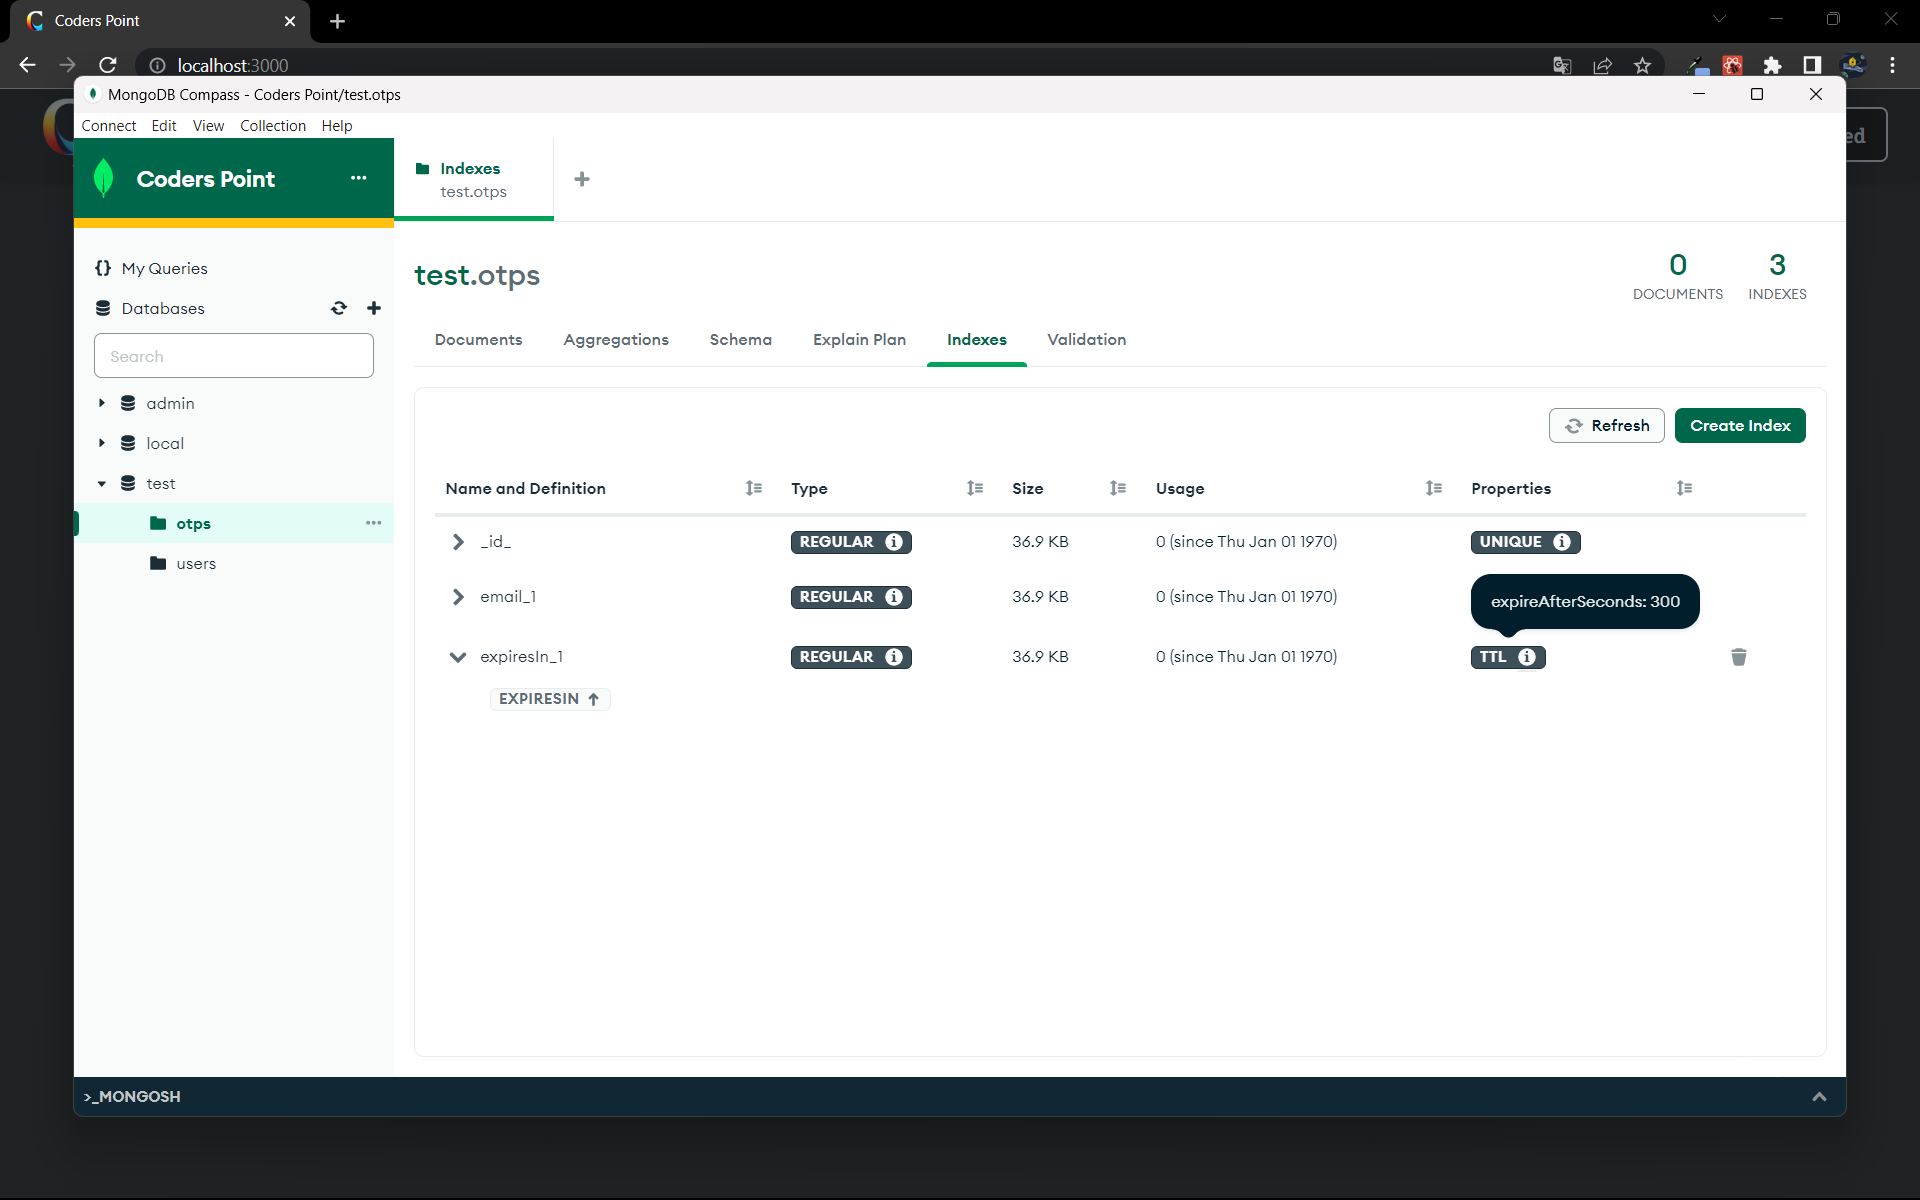 Coders Point
localhost:3000
MongoDB Compass - Coders Point/test.otps
Connect Edit View Collection Help
ed
Coders Point
Indexes
test.otps
My Queries
Databases
Search
admin
local
test
otps
users
test.otps
0
DOCUMENTS
3
INDEXES
Documents Aggregations Schema Explain Plan Indexes Validation
Refresh Create Index
Name and Definition Type Size Usage Properties
_id_ REGULAR 36.9 KB 0 (since Thu Jan 01 1970) UNIQUE
email_1 REGULAR 36.9 KB 0 (since Thu Jan 01 1970)
expireAfterSeconds: 300
expiresIn_1 REGULAR 36.9 KB 0 (since Thu Jan 01 1970) TTL
EXPIRESIN
>_MONGOSH